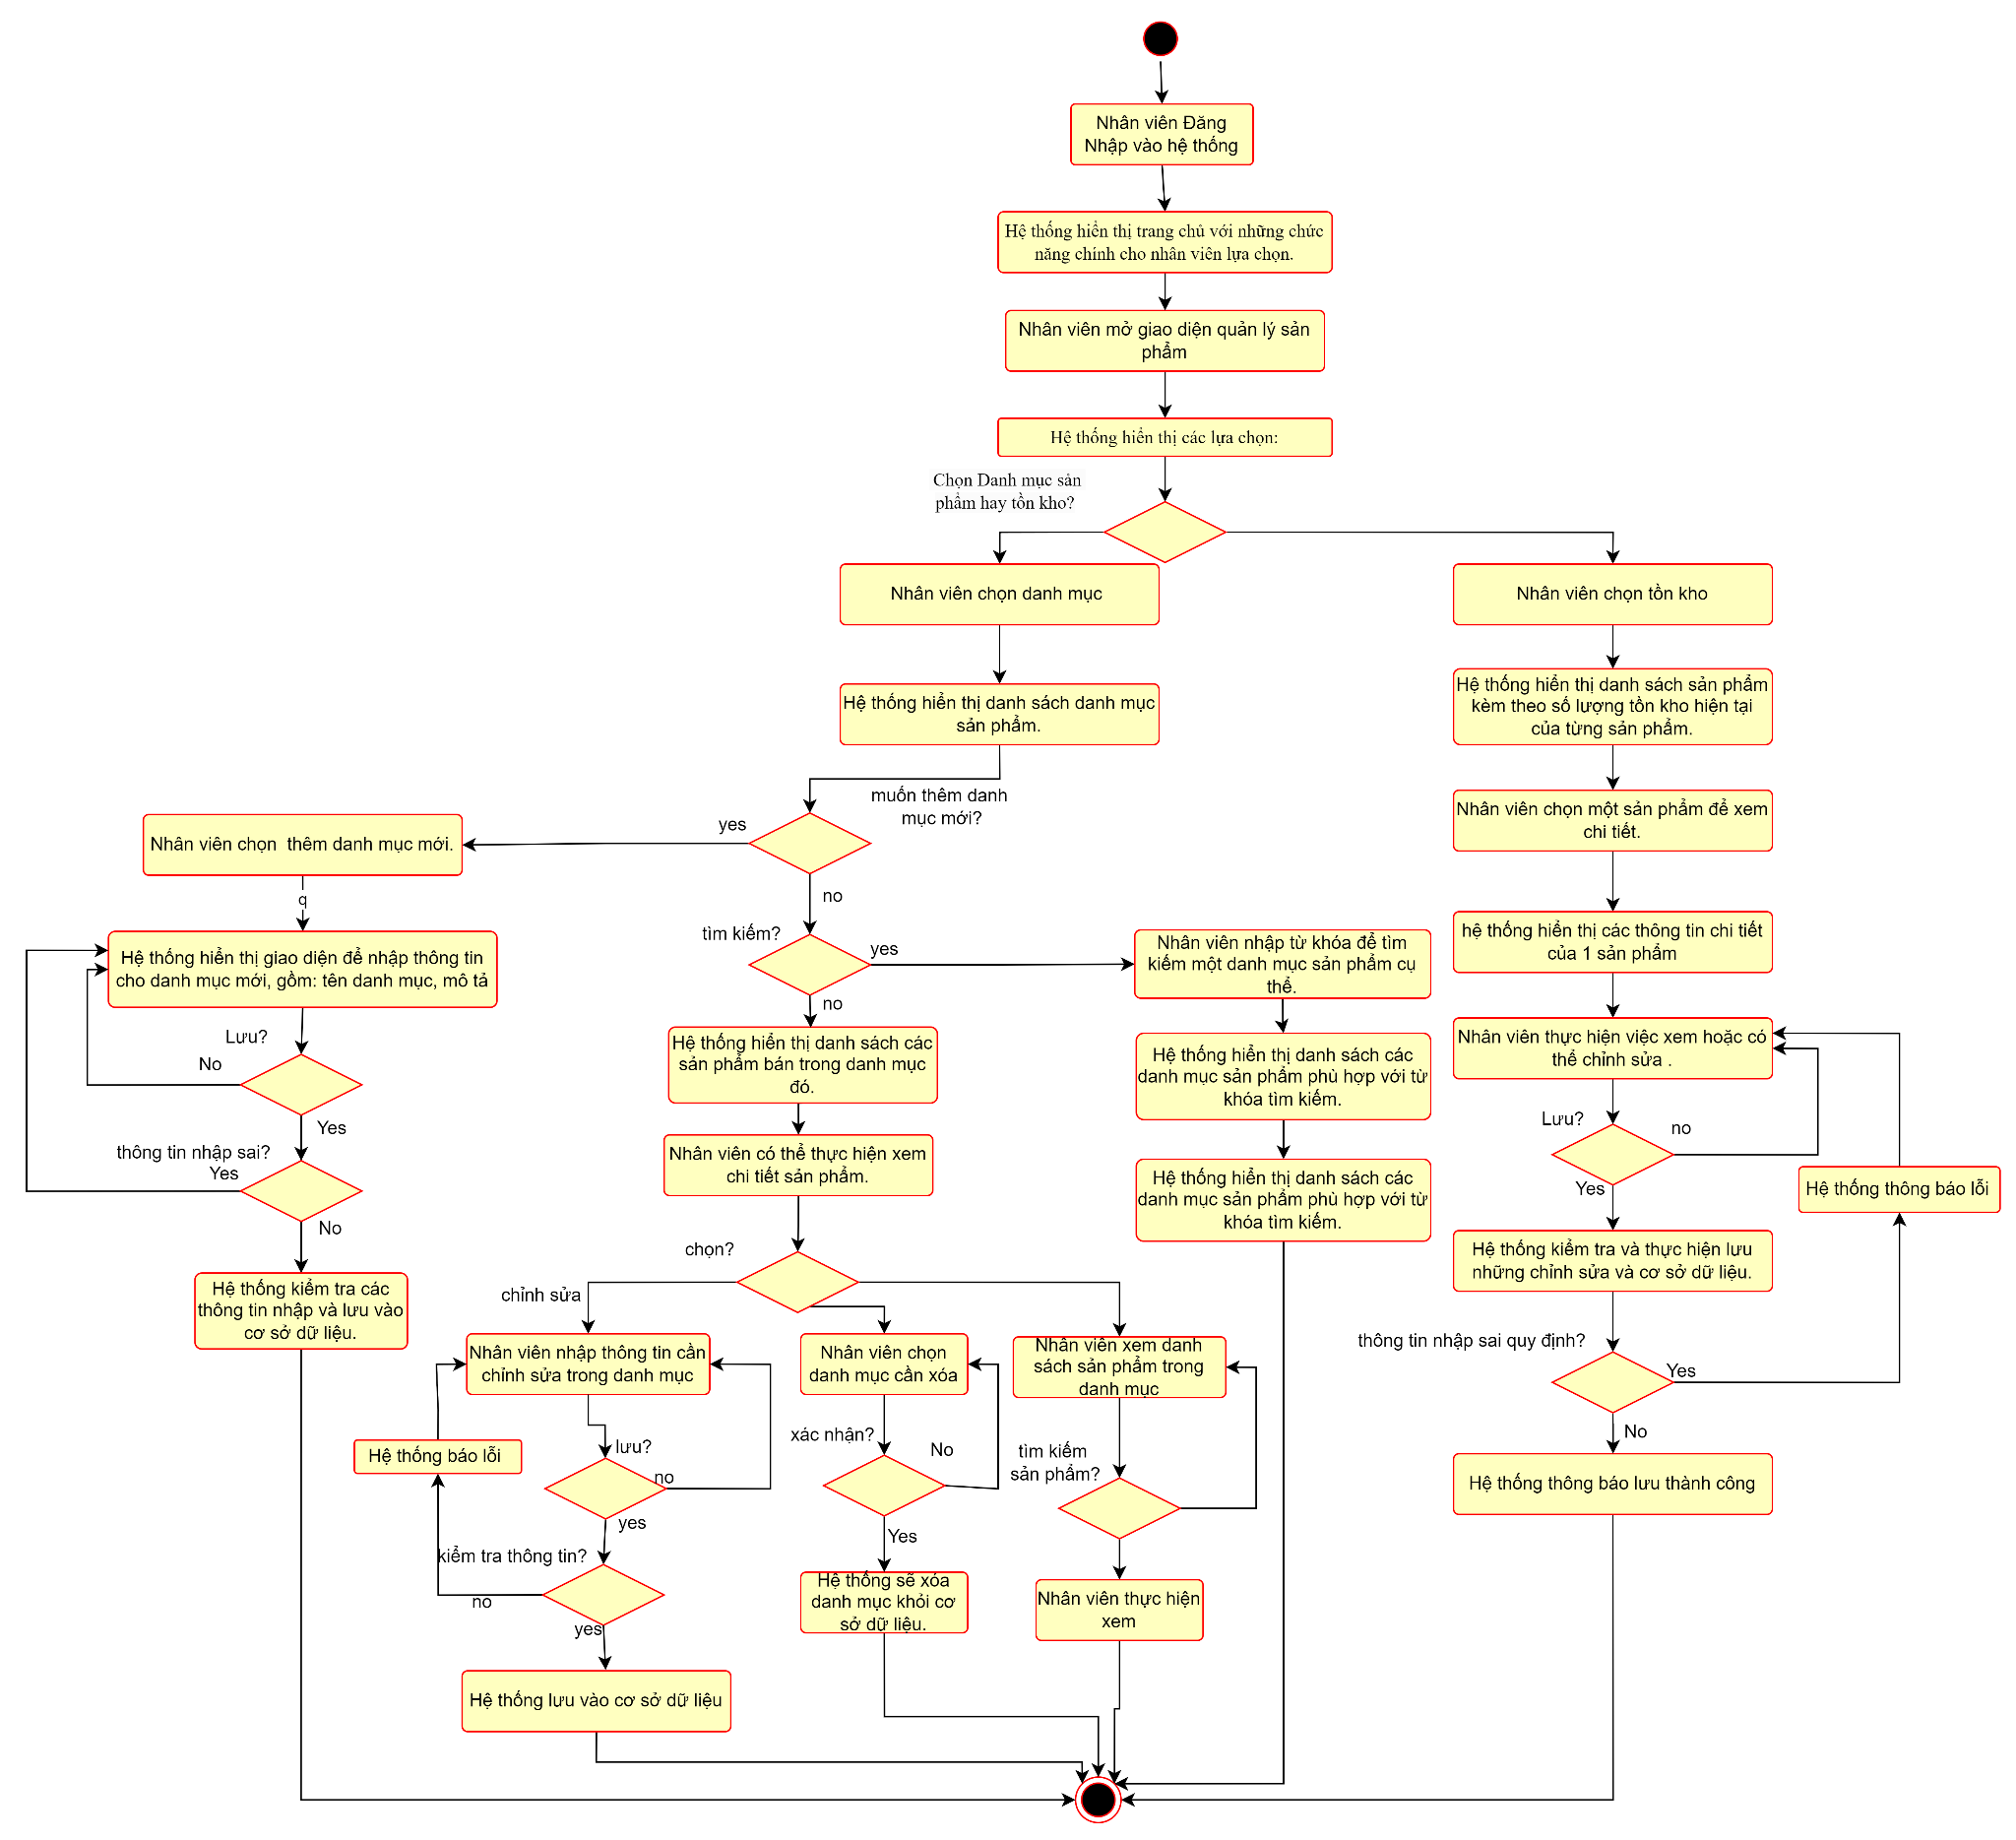 Nhân viên Đăng
Nhập vào hệ thống
Hệ thống hiển thị trang chủ với những chức
năng chính cho nhân viên lựa chọn.
Nhân viên mở giao diện quản lý sản
phẩm
Hệ thống hiển thị các lựa chọn:
Chọn Danh mục sản
phẩm hay tồn kho?
Nhân viên chọn danh mục
Hệ thống hiển thị danh sách danh mục
sản phẩm.
muốn thêm danh
mục mới?
yes
Nhân viên chọn  thêm danh mục mới.
q
Hệ thống hiển thị giao diện để nhập thông tin
cho danh mục mới, gồm: tên danh mục, mô tả
Lưu?
No
Yes
thông tin nhập sai?
Yes
No
Hệ thống kiểm tra các
thông tin nhập và lưu vào
cơ sở dữ liệu.
no
tìm kiếm?
yes
Nhân viên nhập từ khóa để tìm
kiếm một danh mục sản phẩm cụ
thể.
Hệ thống hiển thị danh sách các
danh mục sản phẩm phù hợp với từ
khóa tìm kiếm.
Hệ thống hiển thị danh sách các
danh mục sản phẩm phù hợp với từ
khóa tìm kiếm.
no
Hệ thống hiển thị danh sách các
sản phẩm bán trong danh mục
đó.
Nhân viên có thể thực hiện xem
chi tiết sản phẩm.
chọn?
chỉnh sửa
Nhân viên nhập thông tin cần
chỉnh sửa trong danh mục
Hệ thống báo lỗi
lưu?
no
yes
kiểm tra thông tin?
no
yes
Hệ thống lưu vào cơ sở dữ liệu
Nhân viên chọn
danh mục cần xóa
xác nhận?
No
Yes
Hệ thống sẽ xóa
danh mục khỏi cơ
sở dữ liệu.
Nhân viên xem danh
sách sản phẩm trong
danh mục
tìm kiếm
sản phẩm?
Nhân viên thực hiện
xem
Nhân viên chọn tồn kho
Hệ thống hiển thị danh sách sản phẩm
kèm theo số lượng tồn kho hiện tại
của từng sản phẩm.
Nhân viên chọn một sản phẩm để xem
chi tiết.
hệ thống hiển thị các thông tin chi tiết
của 1 sản phẩm
Nhân viên thực hiện việc xem hoặc có
thể chỉnh sửa .
Lưu?
no
Yes
Hệ thống thông báo lỗi
Hệ thống kiểm tra và thực hiện lưu
những chỉnh sửa và cơ sở dữ liệu.
thông tin nhập sai quy định?
Yes
No
Hệ thống thông báo lưu thành công